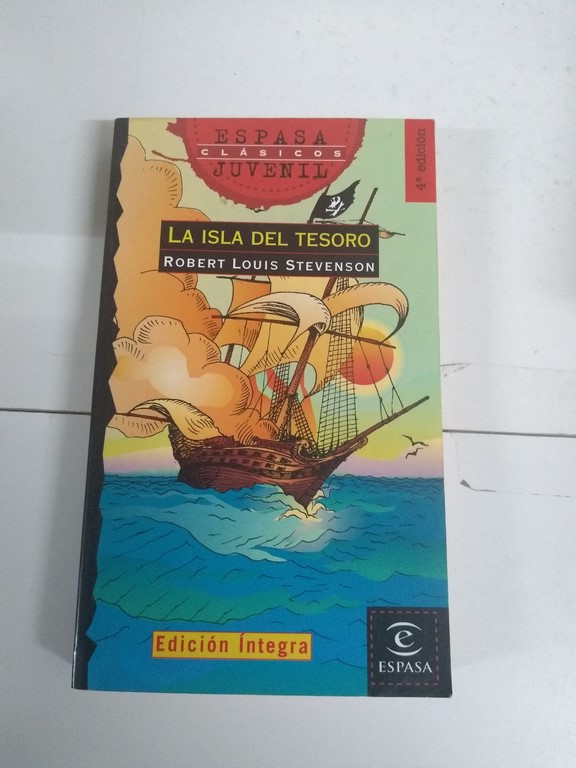 ESPASA
CLÁSICOS
JUVENIL
4ª edición
LA ISLA DEL TESORO
ROBERT LOUIS STEVENSON
Edición Íntegra
e
ESPASA